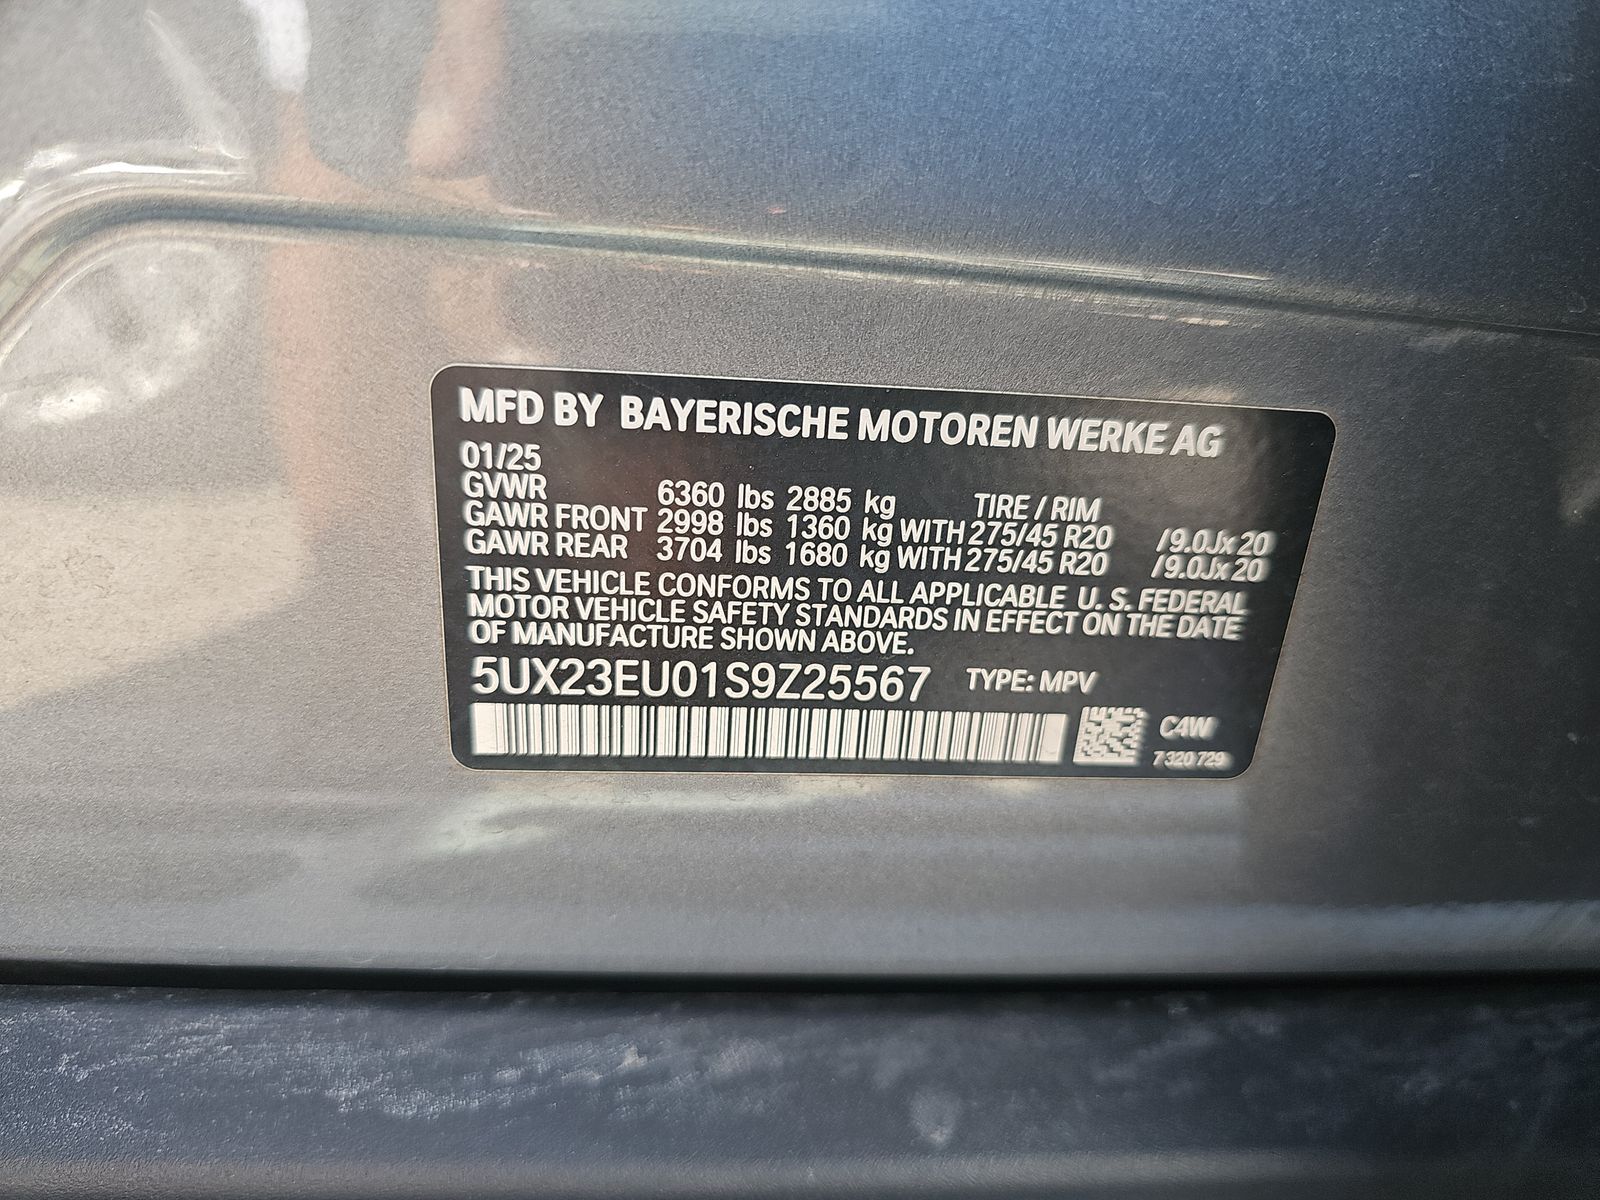 MFD BY BAYERISCHE MOTOREN WERKE AG
01/25
GVWR 6360 lbs 2885 kg TIRE / RIM
GAWR FRONT 2998 lbs 1360 kg WITH 275/45 R20 /9.0Jx20
GAWR REAR 3704 lbs 1680 kg WITH 275/45 R20 /9.0Jx20
THIS VEHICLE CONFORMS TO ALL APPLICABLE U. S. FEDERAL
MOTOR VEHICLE SAFETY STANDARDS IN EFFECT ON THE DATE
OF MANUFACTURE SHOWN ABOVE.
5UX23EU01S9Z25567 TYPE: MPV
C4W
7 320 729